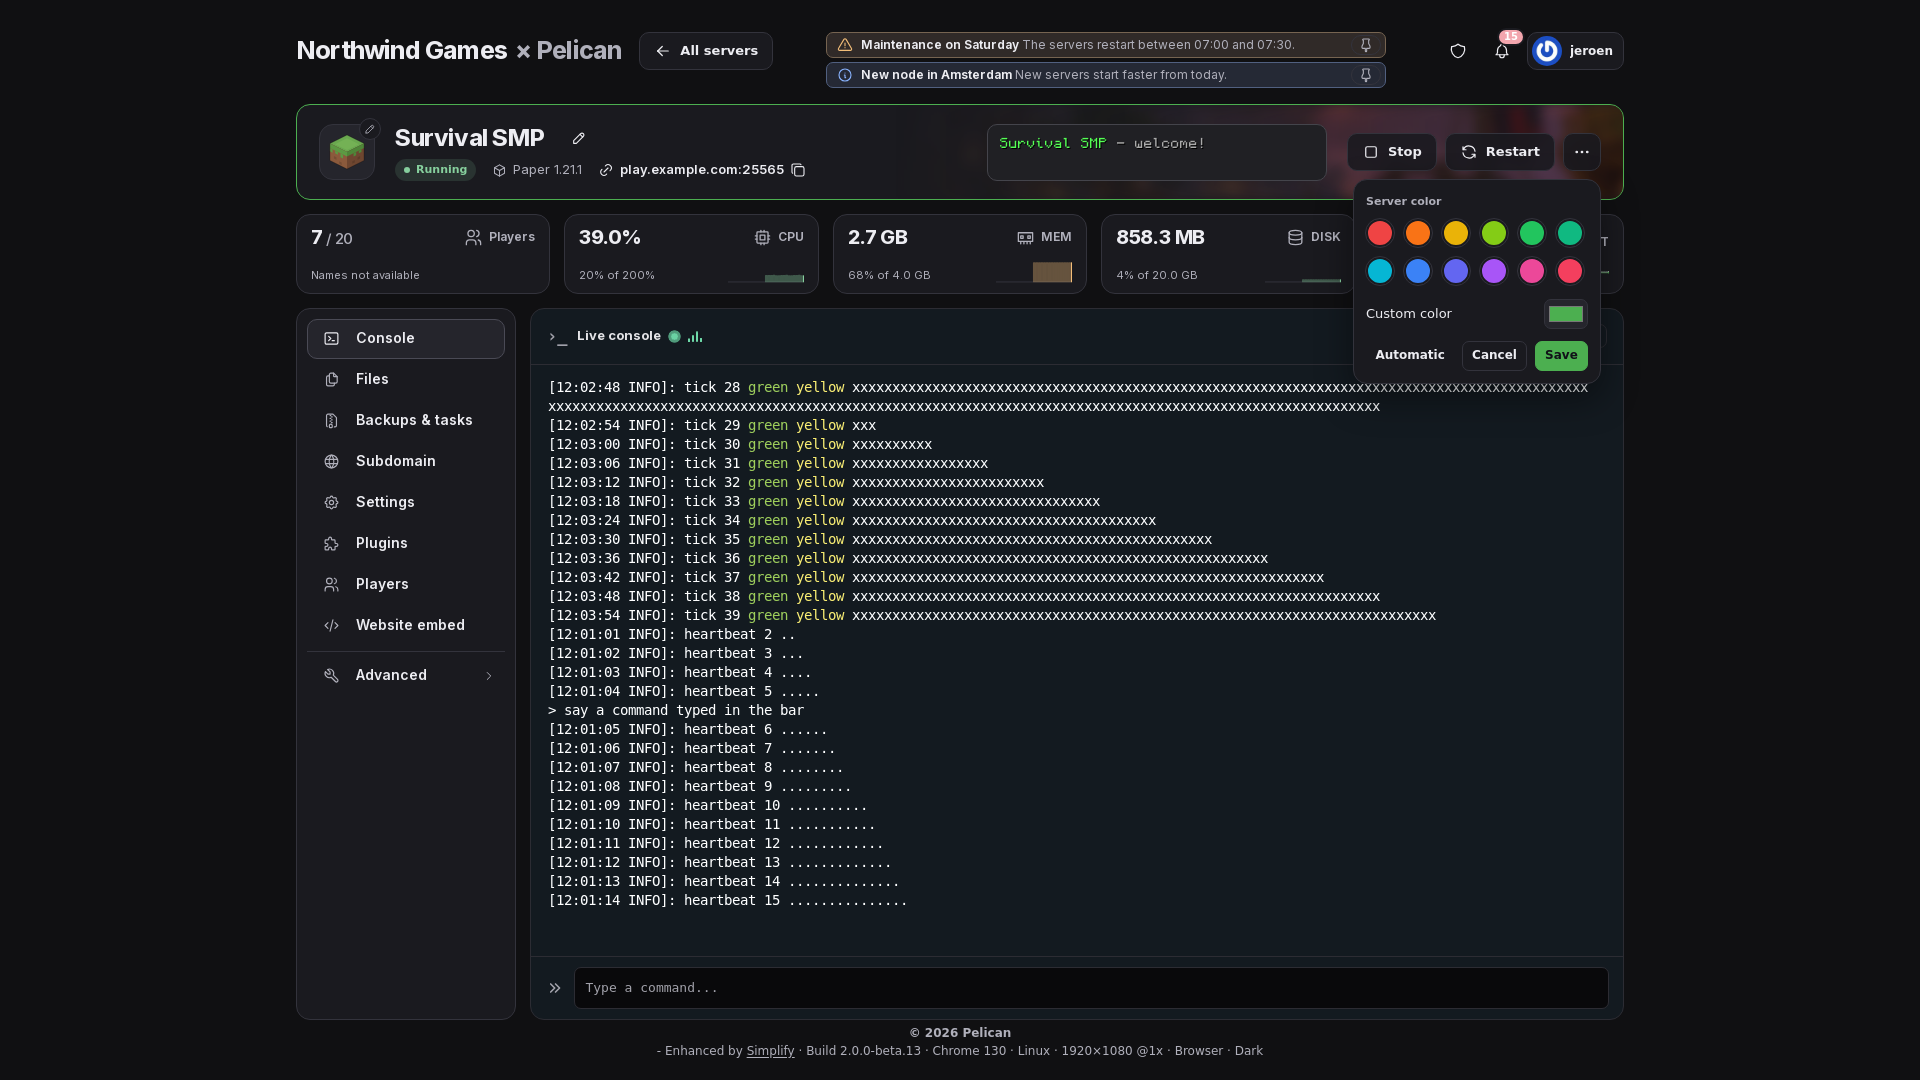 Northwind Games × Pelican
All servers
Maintenance on Saturday The servers restart between 07:00 and 07:30.
New node in Amsterdam New servers start faster from today.
15
jeroen
Survival SMP
Running
Paper 1.21.1
play.example.com:25565
Survival SMP – welcome!
Stop
Restart
7 / 20
Players
Names not available
39.0%
CPU
20% of 200%
2.7 GB
MEM
68% of 4.0 GB
858.3 MB
DISK
4% of 20.0 GB
T
Server color
Custom color
Automatic
Cancel
Save
Console
Files
Backups & tasks
Subdomain
Settings
Plugins
Players
Website embed
Advanced
Live console
[12:02:48 INFO]: tick 28 green yellow xxxxxxxxxxxxxxxxxxxxxxxxxxxxxxxxxxxxxxxxxxxxxxxxxxxxxxxxxxxxxxxxxxxxxxxxxxxxxxxxxxxxxxxxxxxx
xxxxxxxxxxxxxxxxxxxxxxxxxxxxxxxxxxxxxxxxxxxxxxxxxxxxxxxxxxxxxxxxxxxxxxxxxxxxxxxxxxxxxxxxxxxxxxxxxxxxxxxx
[12:02:54 INFO]: tick 29 green yellow xxx
[12:03:00 INFO]: tick 30 green yellow xxxxxxxxxx
[12:03:06 INFO]: tick 31 green yellow xxxxxxxxxxxxxxxxx
[12:03:12 INFO]: tick 32 green yellow xxxxxxxxxxxxxxxxxxxxxxxx
[12:03:18 INFO]: tick 33 green yellow xxxxxxxxxxxxxxxxxxxxxxxxxxxxxxx
[12:03:24 INFO]: tick 34 green yellow xxxxxxxxxxxxxxxxxxxxxxxxxxxxxxxxxxxxxx
[12:03:30 INFO]: tick 35 green yellow xxxxxxxxxxxxxxxxxxxxxxxxxxxxxxxxxxxxxxxxxxxxx
[12:03:36 INFO]: tick 36 green yellow xxxxxxxxxxxxxxxxxxxxxxxxxxxxxxxxxxxxxxxxxxxxxxxxxxxx
[12:03:42 INFO]: tick 37 green yellow xxxxxxxxxxxxxxxxxxxxxxxxxxxxxxxxxxxxxxxxxxxxxxxxxxxxxxxxxxx
[12:03:48 INFO]: tick 38 green yellow xxxxxxxxxxxxxxxxxxxxxxxxxxxxxxxxxxxxxxxxxxxxxxxxxxxxxxxxxxxxxxxxxx
[12:03:54 INFO]: tick 39 green yellow xxxxxxxxxxxxxxxxxxxxxxxxxxxxxxxxxxxxxxxxxxxxxxxxxxxxxxxxxxxxxxxxxxxxxxxxx
[12:01:01 INFO]: heartbeat 2 ..
[12:01:02 INFO]: heartbeat 3 ...
[12:01:03 INFO]: heartbeat 4 ....
[12:01:04 INFO]: heartbeat 5 .....
> say a command typed in the bar
[12:01:05 INFO]: heartbeat 6 ......
[12:01:06 INFO]: heartbeat 7 .......
[12:01:07 INFO]: heartbeat 8 ........
[12:01:08 INFO]: heartbeat 9 .........
[12:01:09 INFO]: heartbeat 10 ..........
[12:01:10 INFO]: heartbeat 11 ...........
[12:01:11 INFO]: heartbeat 12 ............
[12:01:12 INFO]: heartbeat 13 .............
[12:01:13 INFO]: heartbeat 14 ..............
[12:01:14 INFO]: heartbeat 15 ...............
Type a command...
© 2026 Pelican
- Enhanced by Simplify · Build 2.0.0-beta.13 · Chrome 130 · Linux · 1920×1080 @1x · Browser · Dark